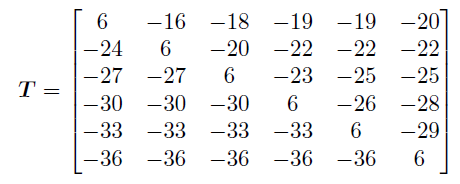 6 −16 −18 −19 −19 −20
−24 6 −20 −22 −22 −22
−27 −27 6 −23 −25 −25
T = −30 −30 −30 6 −26 −28
−33 −33 −33 −33 6 −29
−36 −36 −36 −36 −36 6